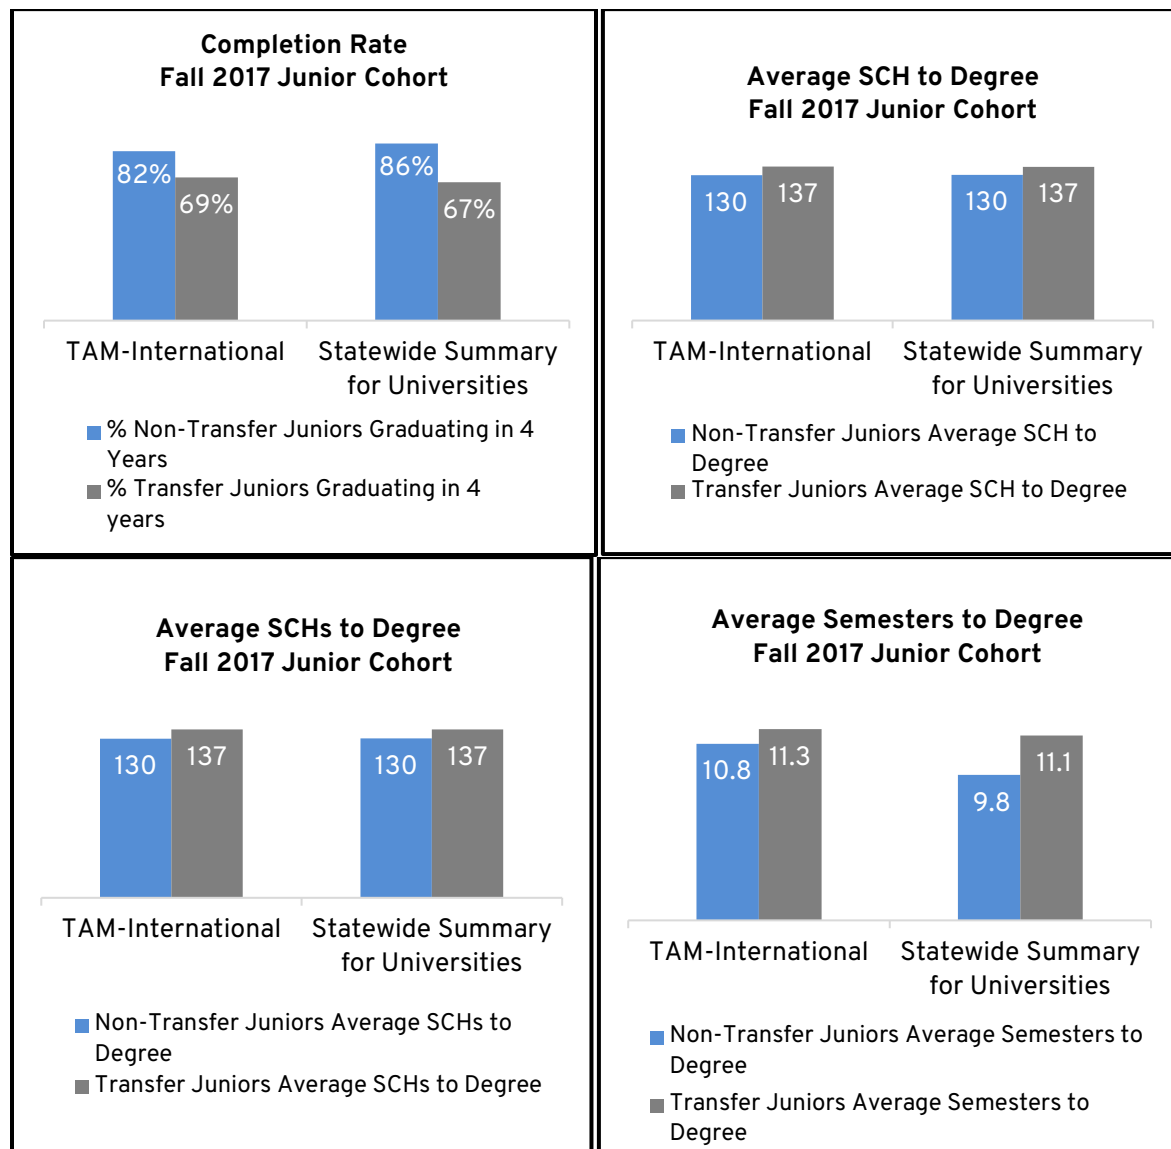 Completion Rate
Fall 2017 Junior Cohort
82%
69%
86%
67%
TAM-International
Statewide Summary
for Universities
% Non-Transfer Juniors Graduating in 4
Years
% Transfer Juniors Graduating in 4
years
Average SCH to Degree
Fall 2017 Junior Cohort
130
137
130
137
TAM-International
Statewide Summary
for Universities
Non-Transfer Juniors Average SCH to
Degree
Transfer Juniors Average SCH to Degree
Average SCHs to Degree
Fall 2017 Junior Cohort
130
137
130
137
TAM-International
Statewide Summary
for Universities
Non-Transfer Juniors Average SCHs to
Degree
Transfer Juniors Average SCHs to Degree
Average Semesters to Degree
Fall 2017 Junior Cohort
10.8
11.3
9.8
11.1
TAM-International
Statewide Summary
for Universities
Non-Transfer Juniors Average Semesters to
Degree
Transfer Juniors Average Semesters to
Degree